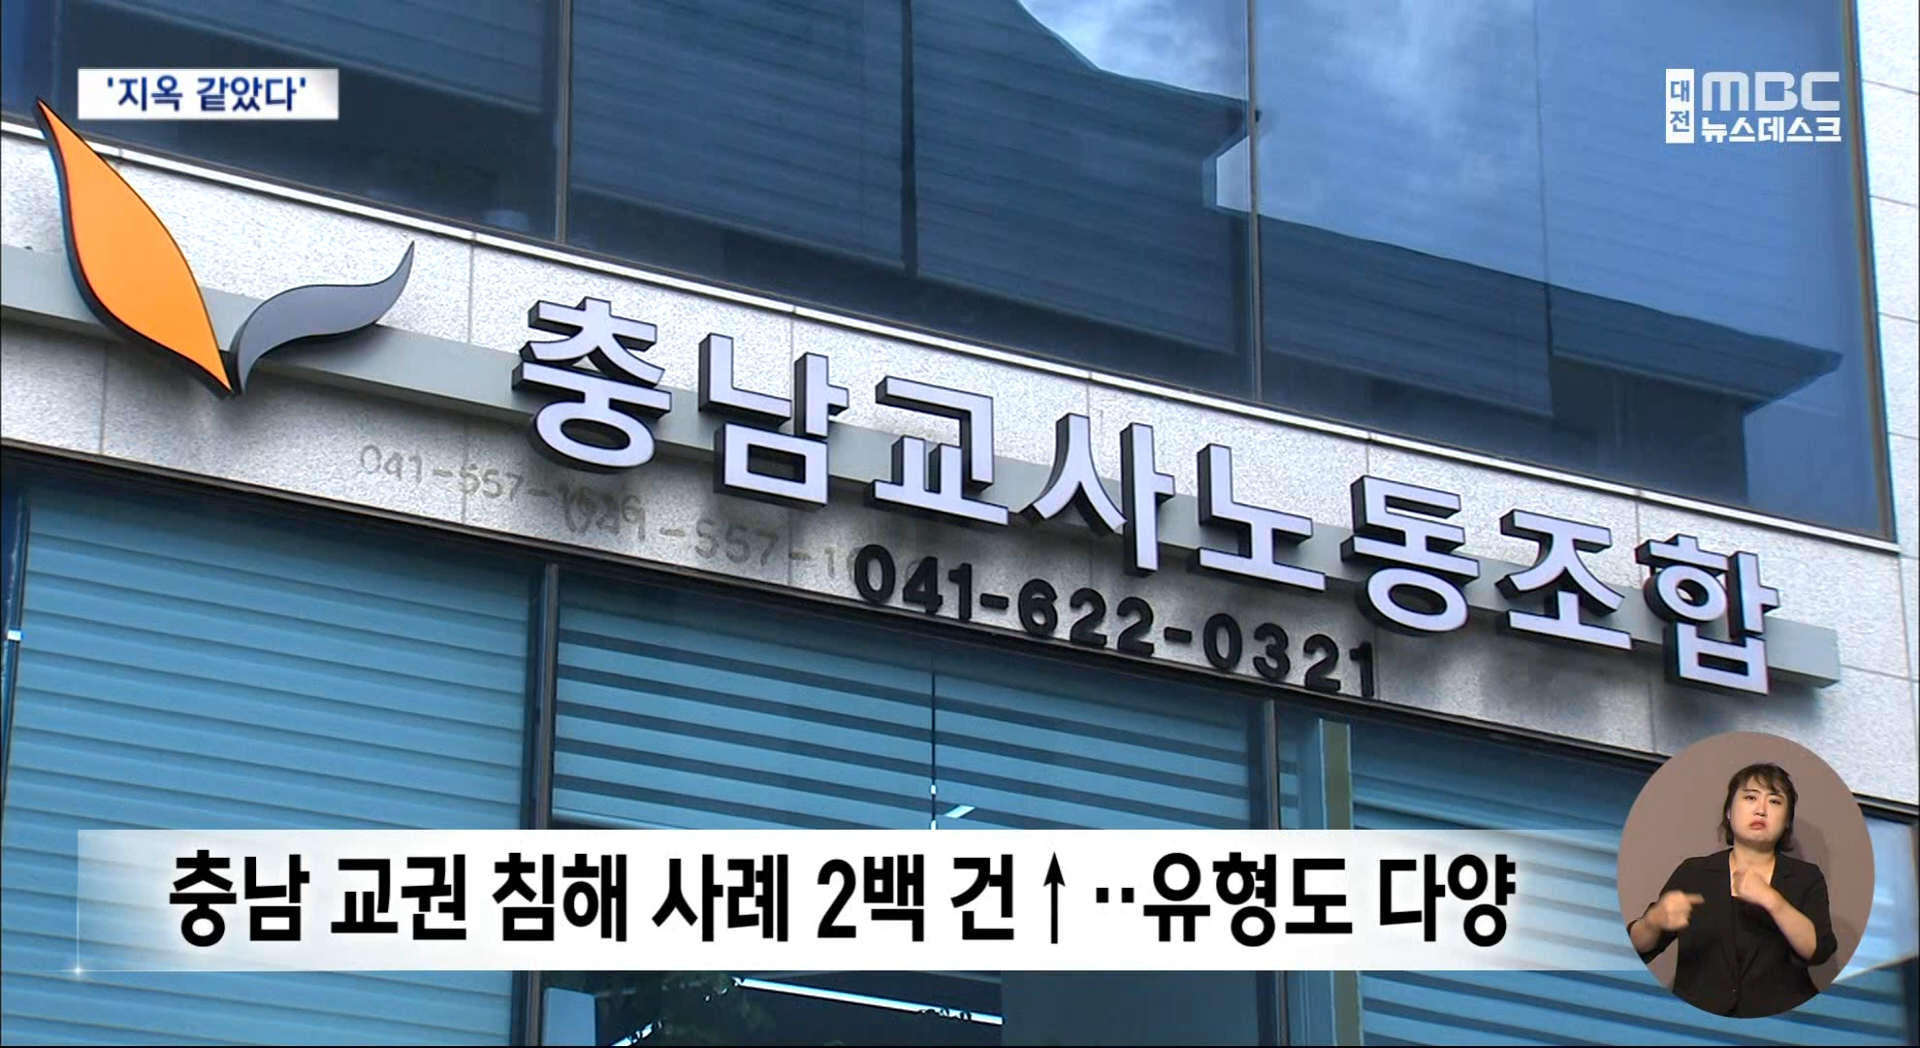 '지옥 같았다'
대전
MBC
뉴스데스크
충남교사노동조합
041-557-1
041-622-0321
충남 교권 침해 사례 2백 건↑··유형도 다양